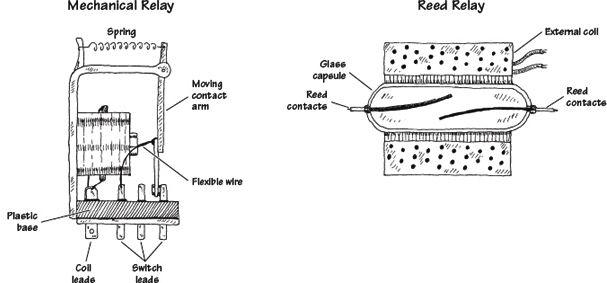 Mechanical Relay
Spring
Moving
contact
arm
Flexible wire
Plastic
base
Coil
leads
Switch
leads
Reed Relay
External coil
Glass
capsule
Reed
contacts
Reed
contacts